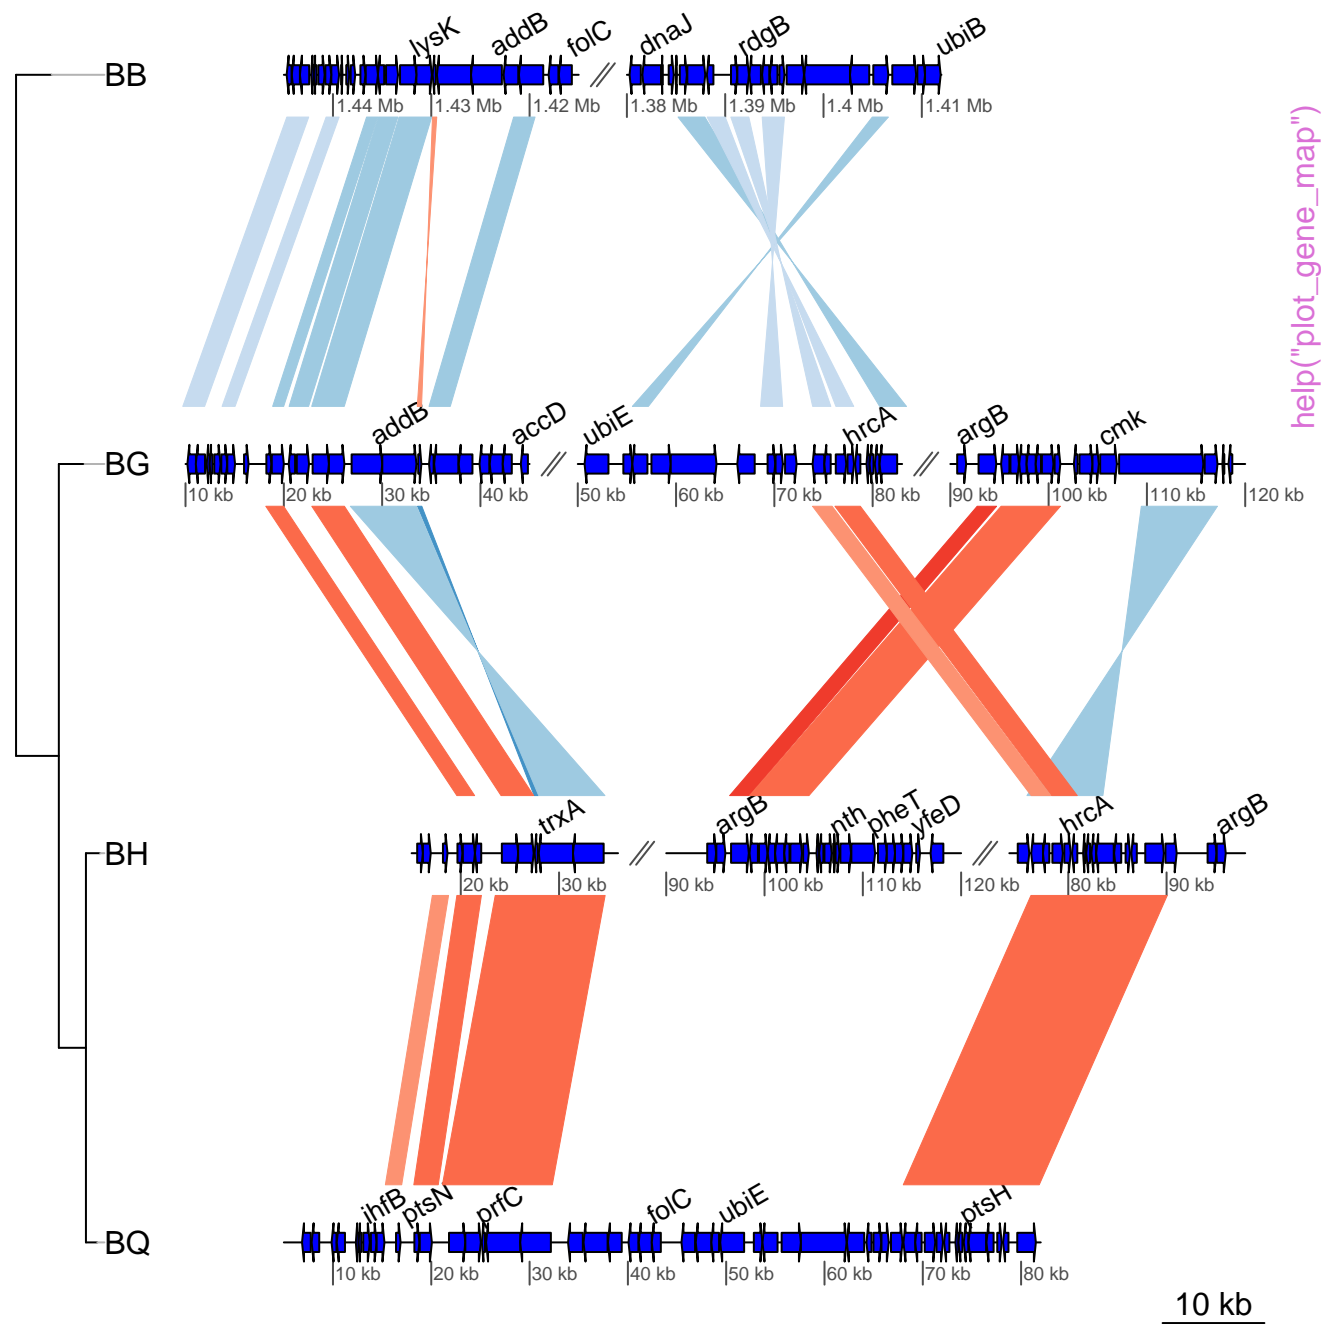 lysK addB folC dnaJ rdgB ubiB
BB
1.44 Mb 1.43 Mb 1.42 Mb 1.38 Mb 1.39 Mb 1.4 Mb 1.41 Mb
help("plot_gene_map")
addB accD ubiE hrcA argB cmk
BG
10 kb 20 kb 30 kb 40 kb 50 kb 60 kb 70 kb 80 kb 90 kb 100 kb 110 kb 120 kb
trxA argB nth pheT yfeD hrcA argB
BH
20 kb 30 kb 90 kb 100 kb 110 kb 120 kb 80 kb 90 kb
ihfB ptsN prfC folC ubiE ptsH
BQ
10 kb 20 kb 30 kb 40 kb 50 kb 60 kb 70 kb 80 kb
10 kb